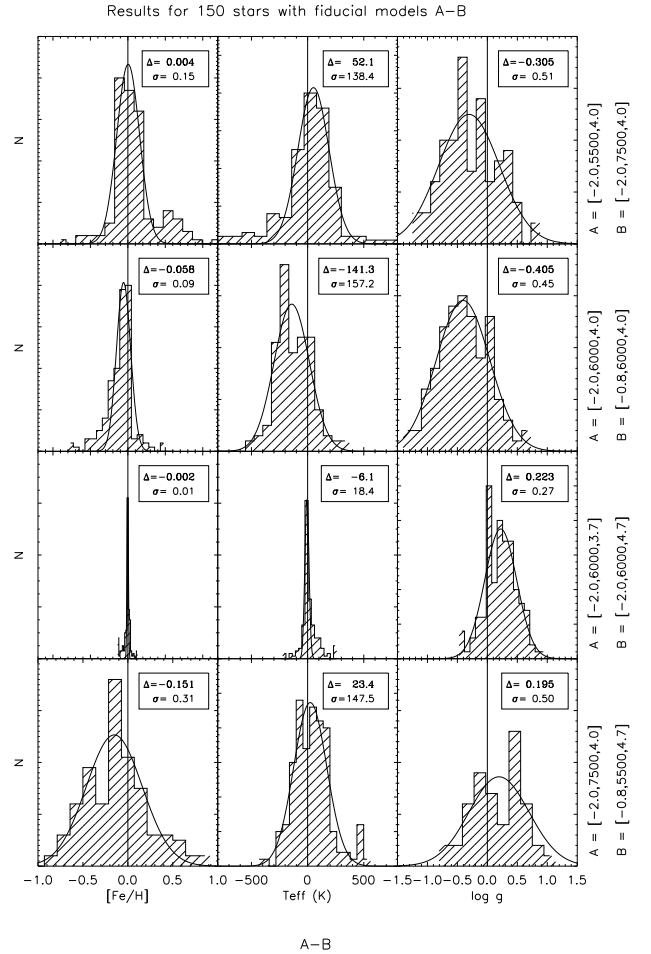 Results for 150 stars with fiducial models A-B
N
Δ= 0.004
σ= 0.15
Δ= 52.1
σ=138.4
Δ=-0.305
σ= 0.51
A = [-2.0,5500,4.0]
B = [-2.0,7500,4.0]
N
Δ=-0.058
σ= 0.09
Δ=-141.3
σ=157.2
Δ=-0.405
σ= 0.45
A = [-2.0,6000,4.0]
B = [-0.8,6000,4.0]
N
Δ=-0.002
σ= 0.01
Δ= -6.1
σ= 18.4
Δ= 0.223
σ= 0.27
A = [-2.0,6000,3.7]
B = [-2.0,6000,4.7]
N
Δ=-0.151
σ= 0.31
Δ= 23.4
σ=147.5
Δ= 0.195
σ= 0.50
A = [-2.0,7500,4.0]
B = [-0.8,5500,4.7]
-1.0 -0.5 0.0 0.5 -500 0 500 -1.5-1.0-0.5 0.0 0.5 1.0 1.5
[Fe/H] Teff (K) log g
A-B